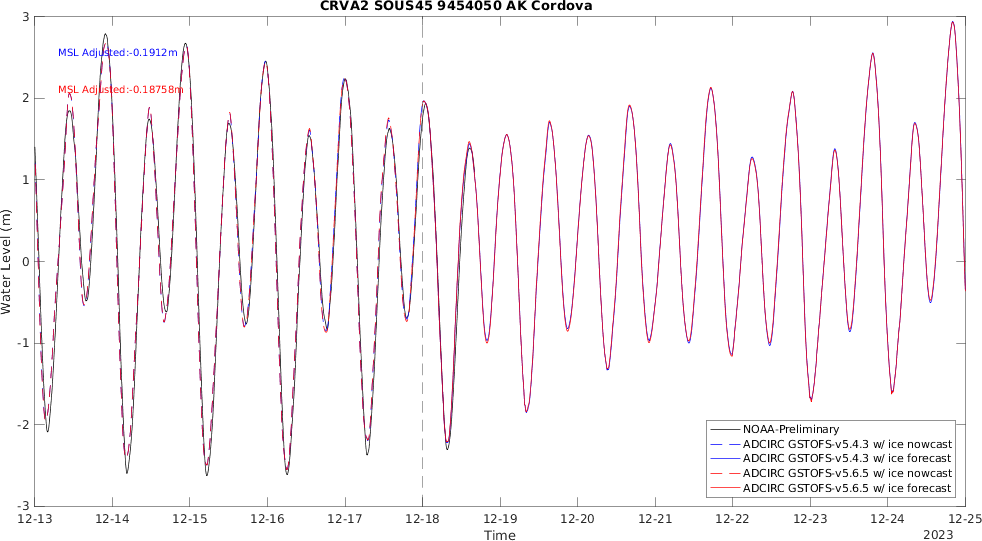 CRVA2 SOUS45 9454050 AK Cordova
3
MSL Adjusted:-0.1912m
MSL Adjusted:-0.18758m
2
1
0
-1
-2
-3
Water Level (m)
NOAA-Preliminary
ADCIRC GSTOFS-v5.4.3 w/ ice nowcast
ADCIRC GSTOFS-v5.4.3 w/ ice forecast
ADCIRC GSTOFS-v5.6.5 w/ ice nowcast
ADCIRC GSTOFS-v5.6.5 w/ ice forecast
12-13 12-14 12-15 12-16 12-17 12-18 12-19 12-20 12-21 12-22 12-23 12-24 12-25
Time
2023